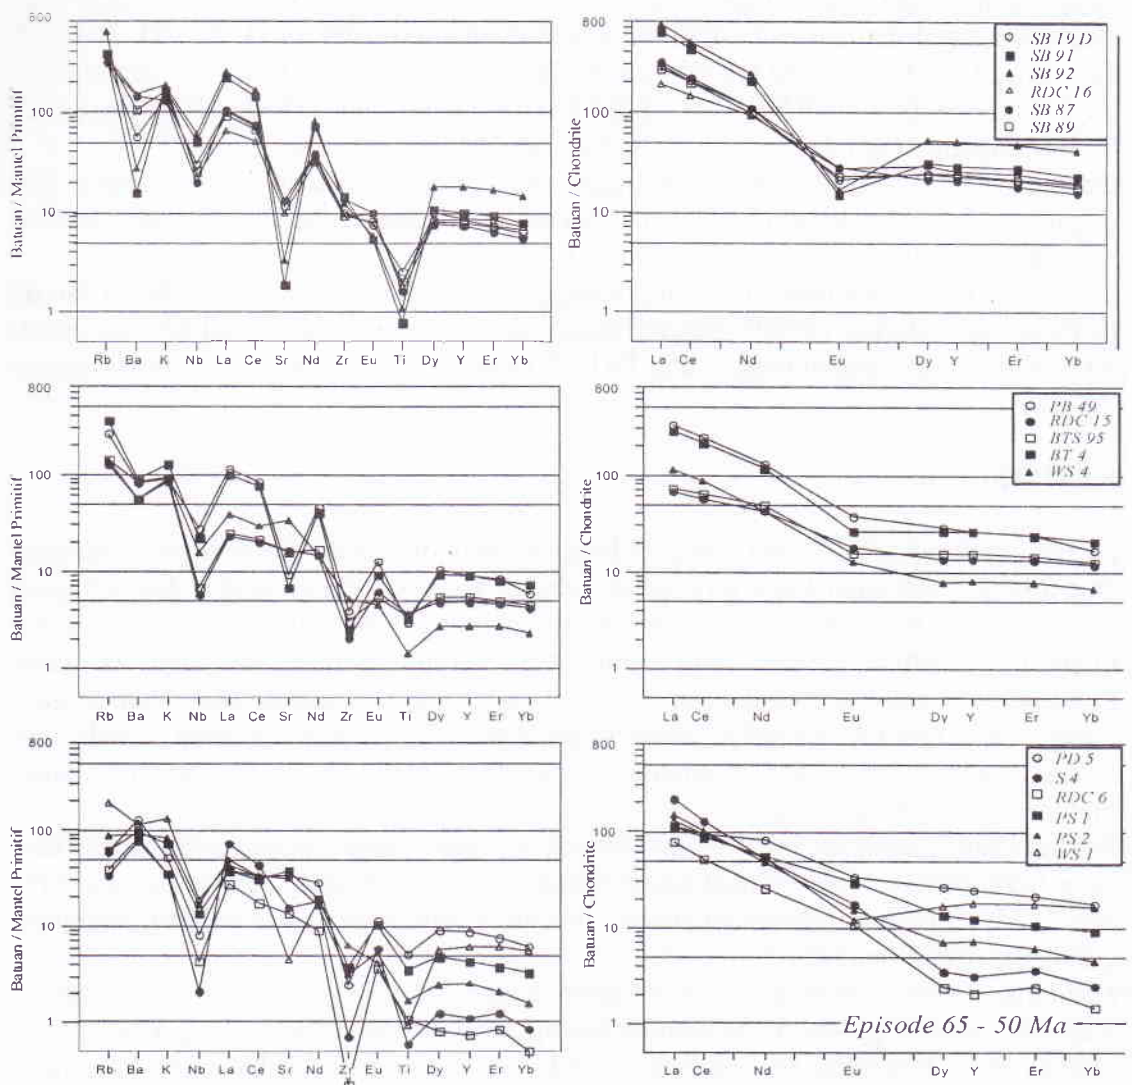 Batuan / Mantel Primitif
800
100
10
1
Rb Ba K Nb La Ce Sr Nd Zr Eu Ti Dy Y Er Yb
Batuan / Chondrite
800
100
10
1
La Ce Nd Eu Dy Y Er Yb
SB 19 D
SB 91
SB 92
RDC 16
SB 87
SB 89
Batuan / Mantel Primitif
800
100
10
1
Rb Ba K Nb La Ce Sr Nd Zr Eu Ti Dy Y Er Yb
Batuan / Chondrite
800
100
10
1
La Ce Nd Eu Dy Y Er Yb
PB 49
RDC 15
BTS 95
BT 4
WS 4
Batuan / Mantel Primitif
800
100
10
1
Rb Ba K Nb La Ce Sr Nd Zr Eu Ti Dy Y Er Yb
Batuan / Chondrite
800
100
10
1
La Ce Nd Eu Dy Y Er Yb
PD 5
S 4
RDC 6
PS 1
PS 2
WS 1
Episode 65 - 50 Ma